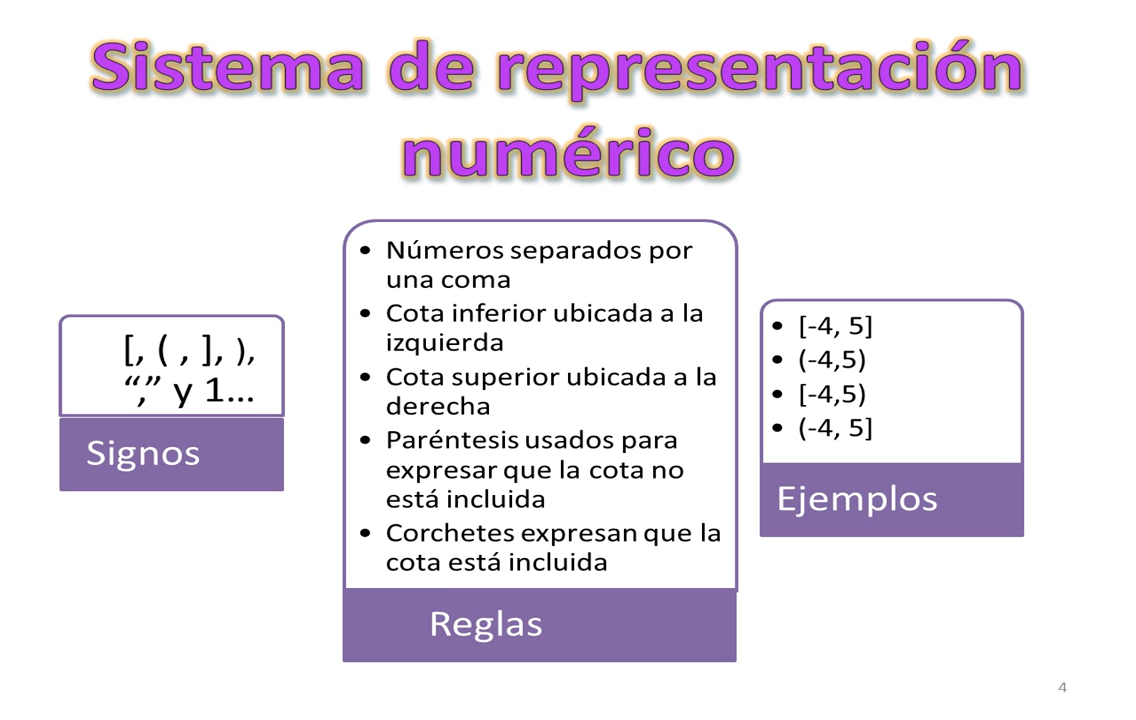 Sistema de representación
numérico
[, ( , ], ),
“,” y 1...
Signos
• Números separados por
una coma
• Cota inferior ubicada a la
izquierda
• Cota superior ubicada a la
derecha
• Paréntesis usados para
expresar que la cota no
está incluida
• Corchetes expresan que la
cota está incluida
Reglas
• [-4, 5]
• (-4,5)
• [-4,5)
• (-4, 5]
Ejemplos
4